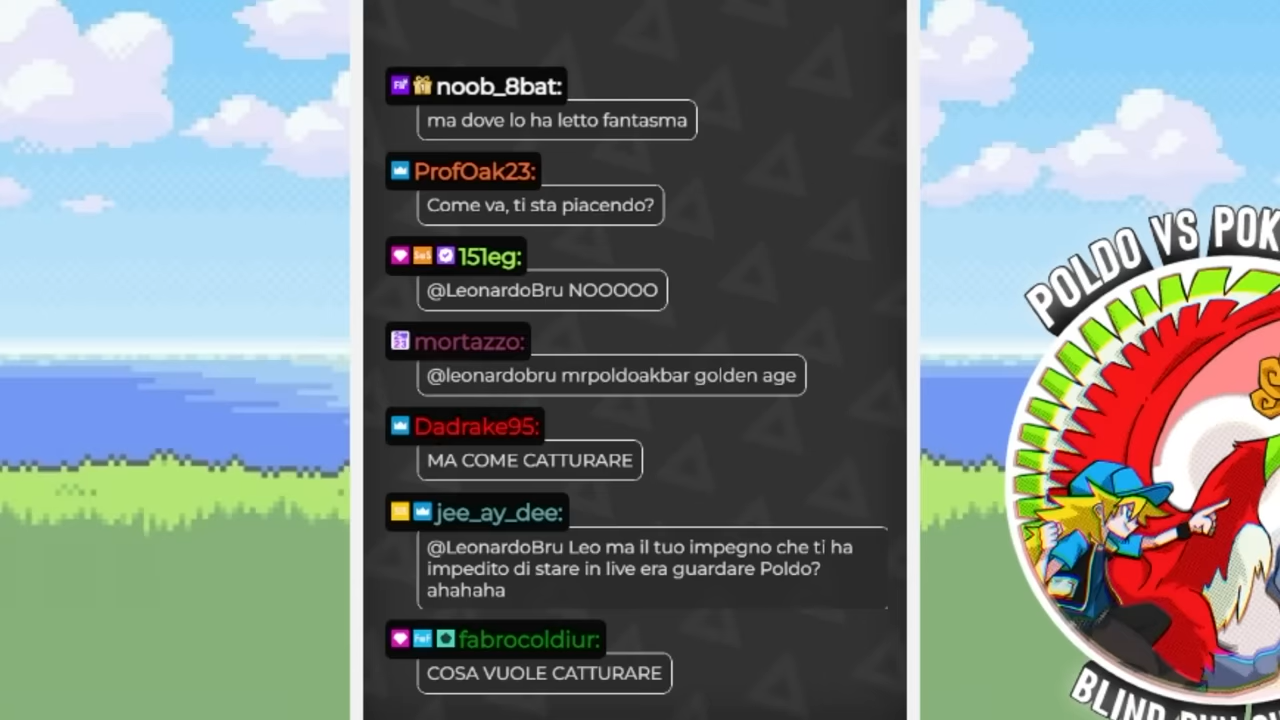 noob_8bat:
ma dove lo ha letto fantasma
ProfOak23:
Come va, ti sta piacendo?
151eg:
@LeonardoBru NOOOOO
mortazzo:
@leonardobru mrpoldoakbar golden age
Dadrake95:
MA COME CATTURARE
jee_ay_dee:
@LeonardoBru Leo ma il tuo impegno che ti ha
impedito di stare in live era guardare Poldo?
ahahaha
fabrocoldiur:
COSA VUOLE CATTURARE
POLDO VS POK
BLIND